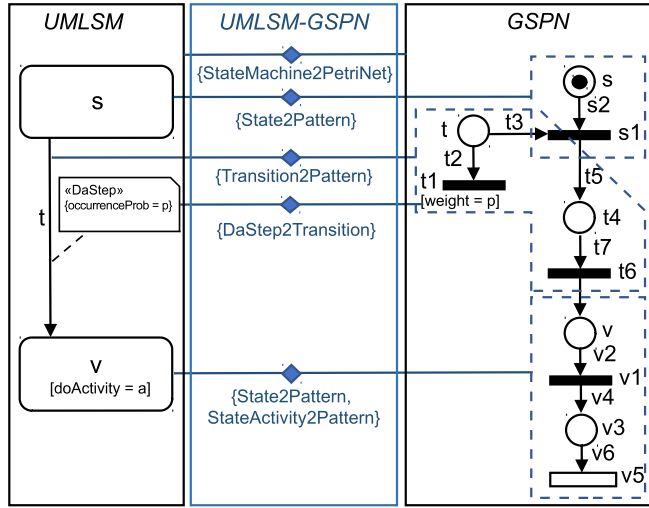 UMLSM
UMLSM-GSPN
GSPN
{StateMachine2PetriNet}
s
{State2Pattern}
s
s2
s1
t
t3
t2
t1
[weight = p]
{Transition2Pattern}
«DaStep»
{occurrenceProb = p}
t
{DaStep2Transition}
t5
t4
t7
t6
v
[doActivity = a]
{State2Pattern,
StateActivity2Pattern}
v
v2
v1
v4
v3
v6
v5